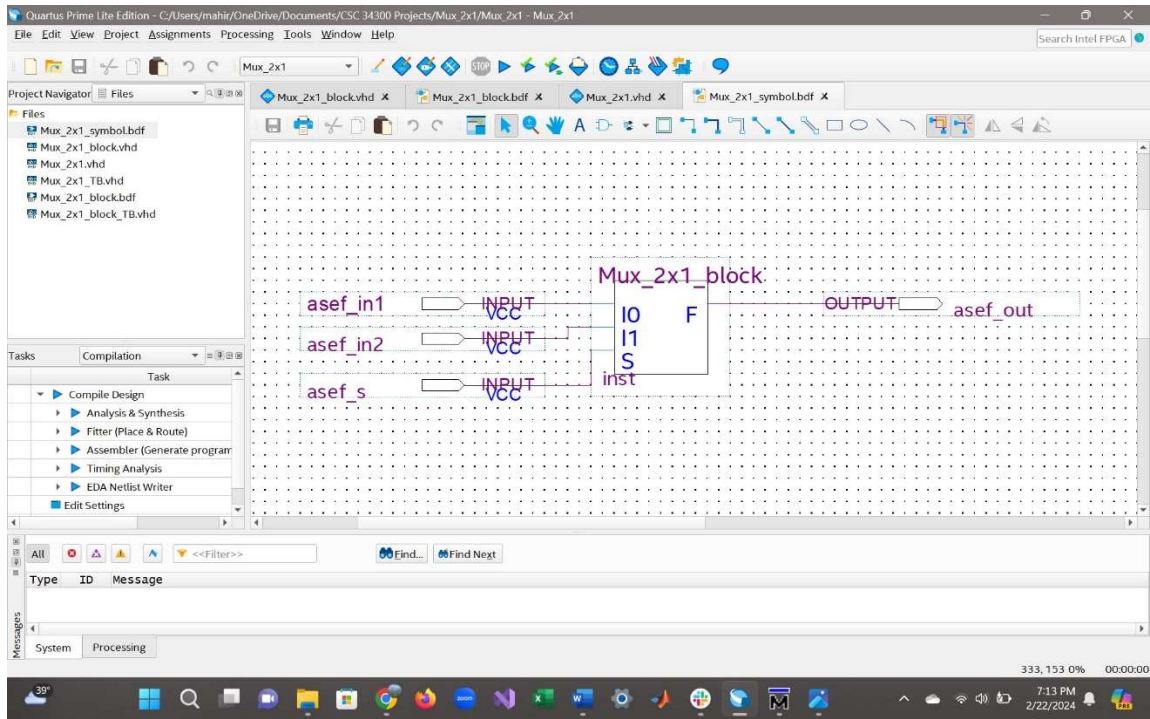 Quartus Prime Lite Edition - C:/Users/mahir/OneDrive/Documents/CSC 34300 Projects/Mux_2x1/Mux_2x1 - Mux_2x1
File Edit View Project Assignments Processing Tools Window Help
Search Intel FPGA
Mux_2x1
STOP
Project Navigator Files
Mux_2x1_block.vhd
Mux_2x1_block.bdf
Mux_2x1.vhd
Mux_2x1_symbol.bdf
Files
Mux_2x1_symbol.bdf
Mux_2x1_block.vhd
Mux_2x1.vhd
Mux_2x1_TB.vhd
Mux_2x1_block.bdf
Mux_2x1_block_TB.vhd
Mux_2x1_block
asef_in1 INPUT VCC
asef_in2 INPUT VCC
asef_s INPUT VCC
I0 F
I1
S
inst
OUTPUT asef_out
Tasks Compilation
Task
Compile Design
Analysis & Synthesis
Fitter (Place & Route)
Assembler (Generate program
Timing Analysis
EDA Netlist Writer
Edit Settings
All <<Filter>> Find... Find Next
Type ID Message
Messages
System Processing
333, 153 0% 00:00:00
39°
zoom
7:13 PM
2/22/2024
PRE